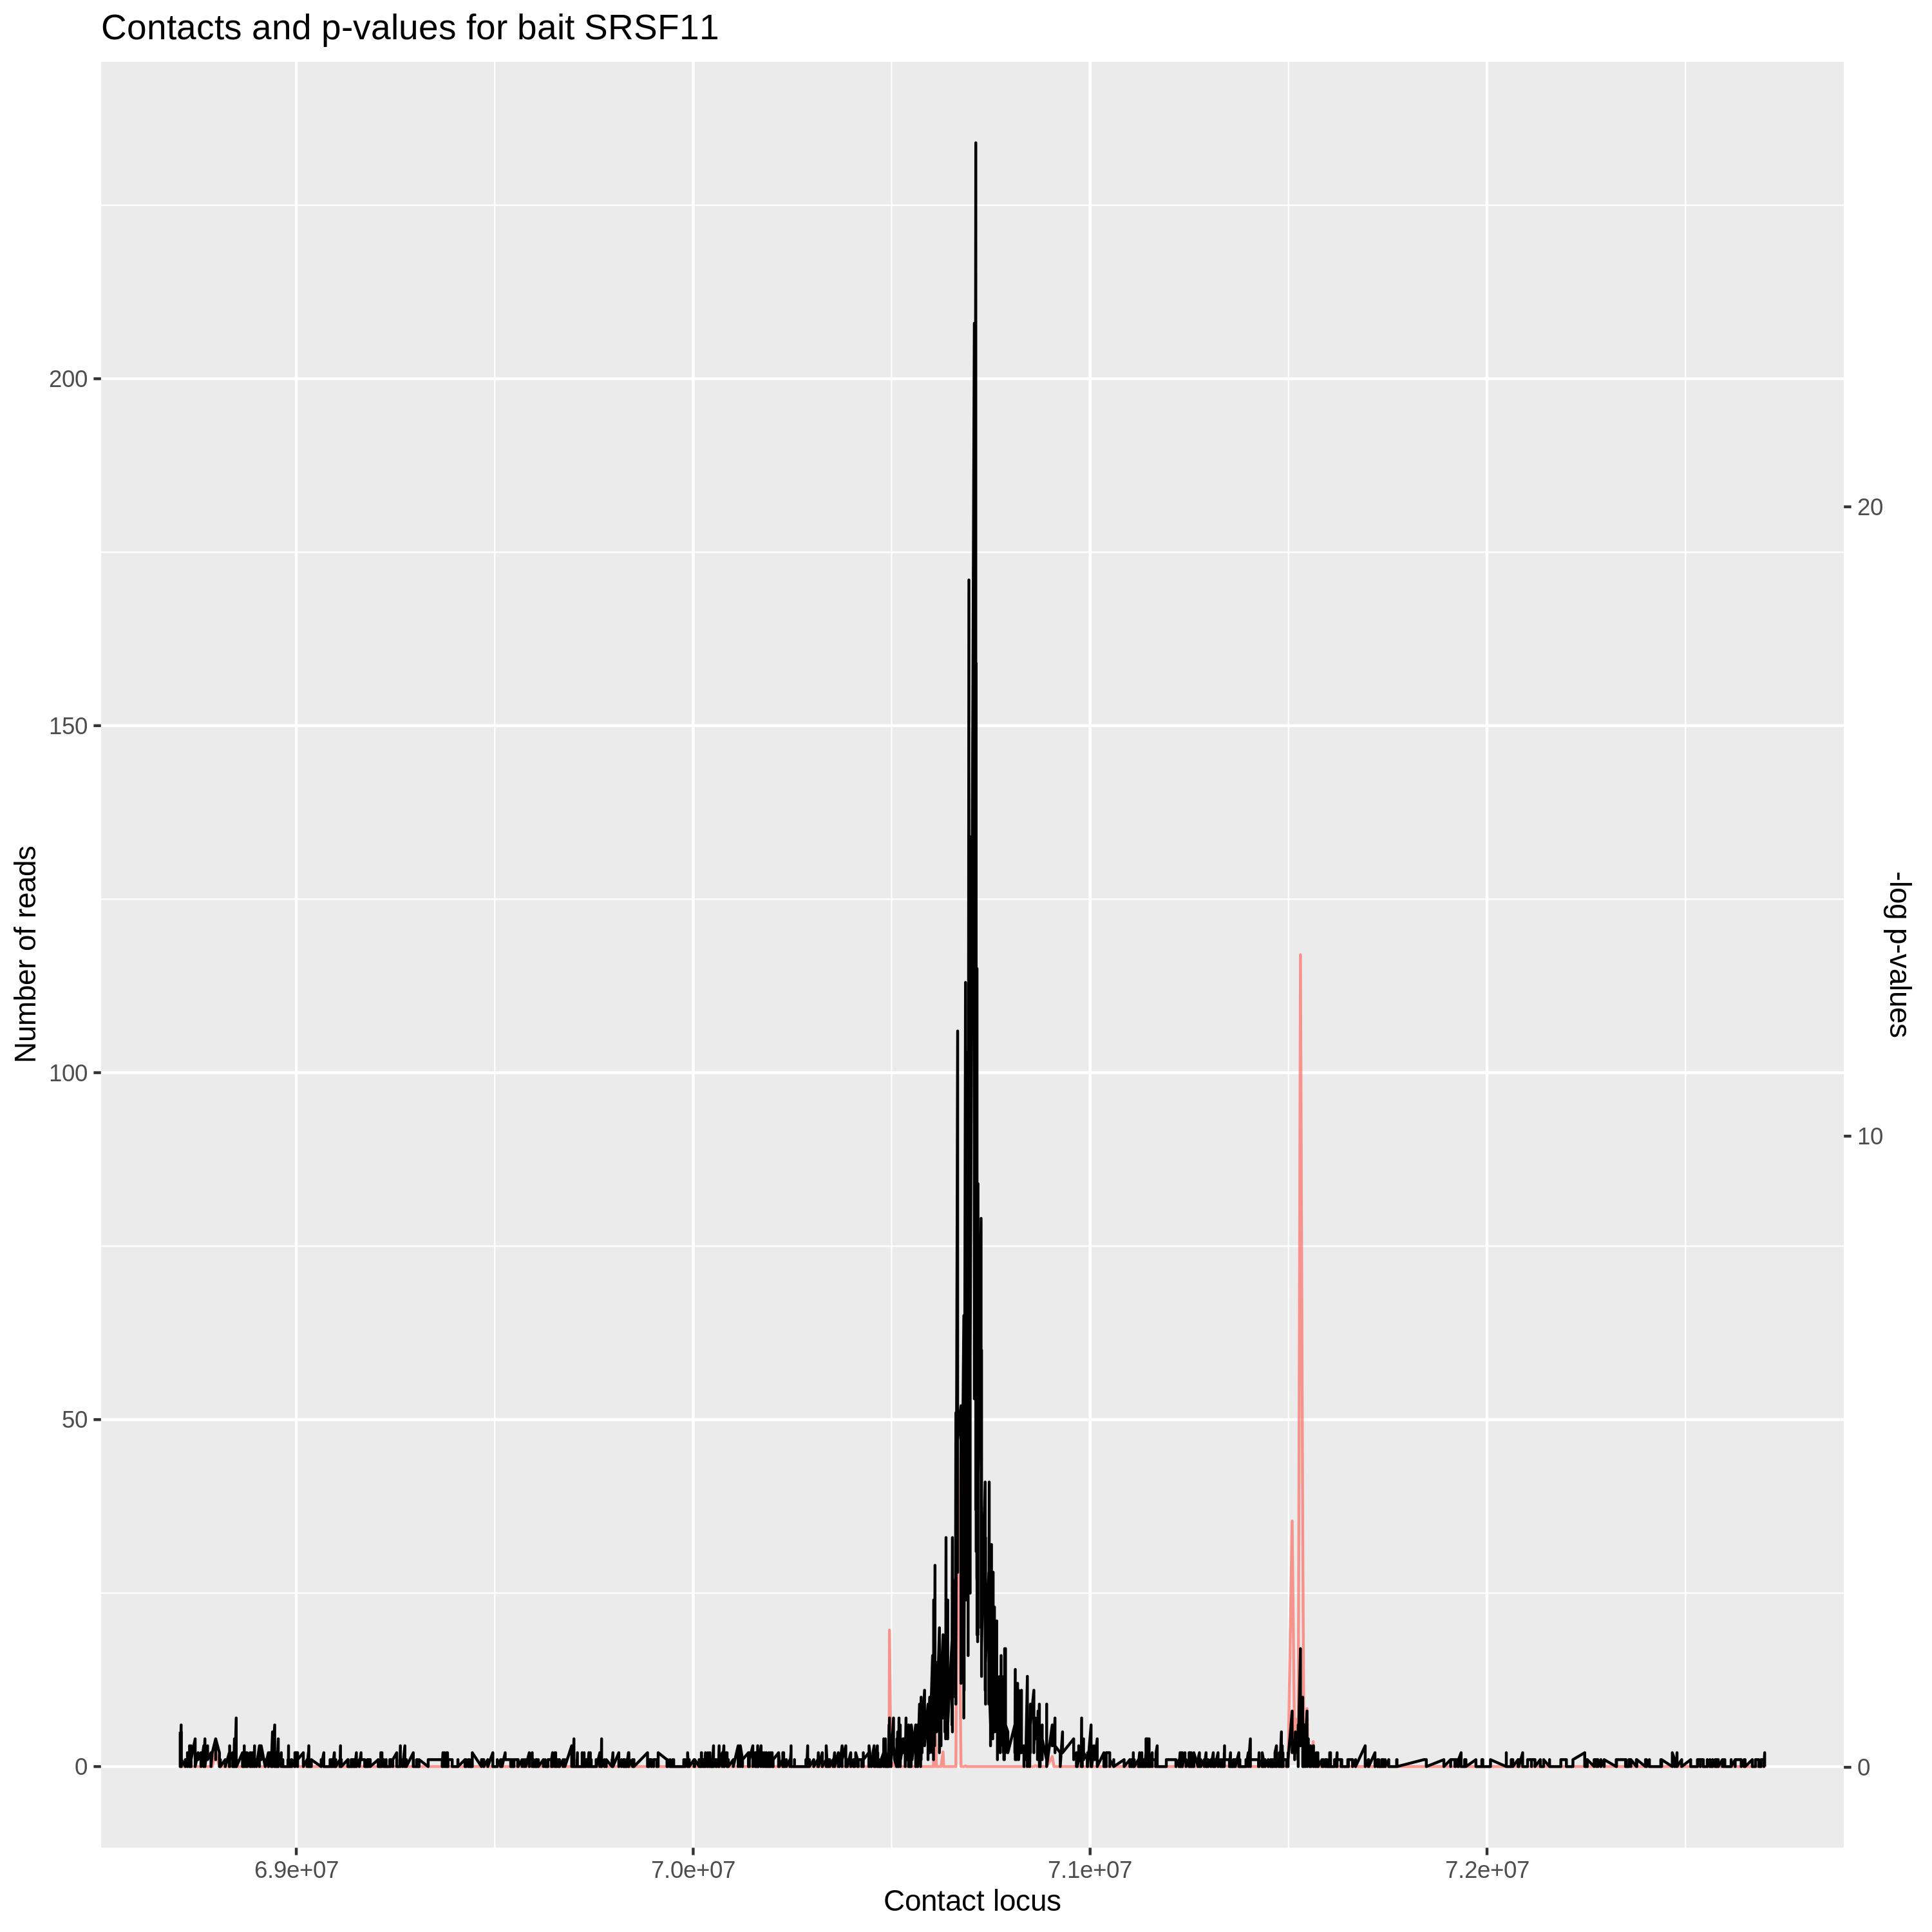 Contacts and p-values for bait SRSF11
200
150
100
50
0
20
10
0
Number of reads
-log p-values
6.9e+07
7.0e+07
7.1e+07
7.2e+07
Contact locus